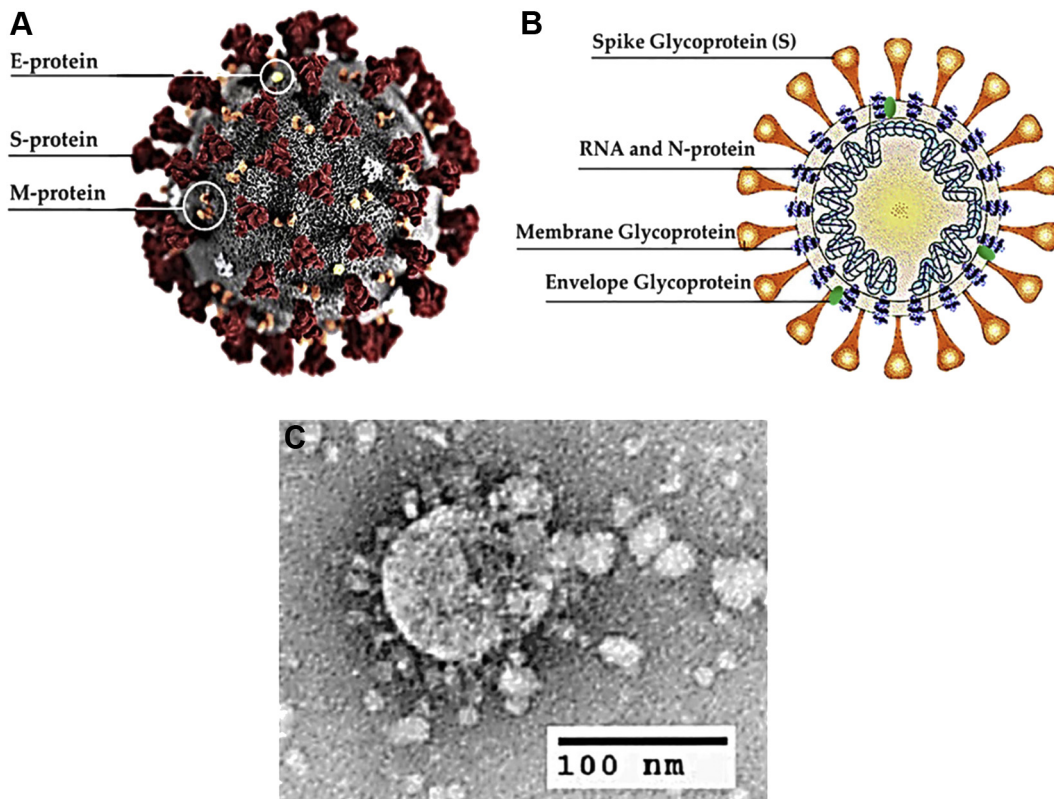 A
E-protein
S-protein
M-protein
B
Spike Glycoprotein (S)
RNA and N-protein
Membrane Glycoprotein
Envelope Glycoprotein
C
100 nm